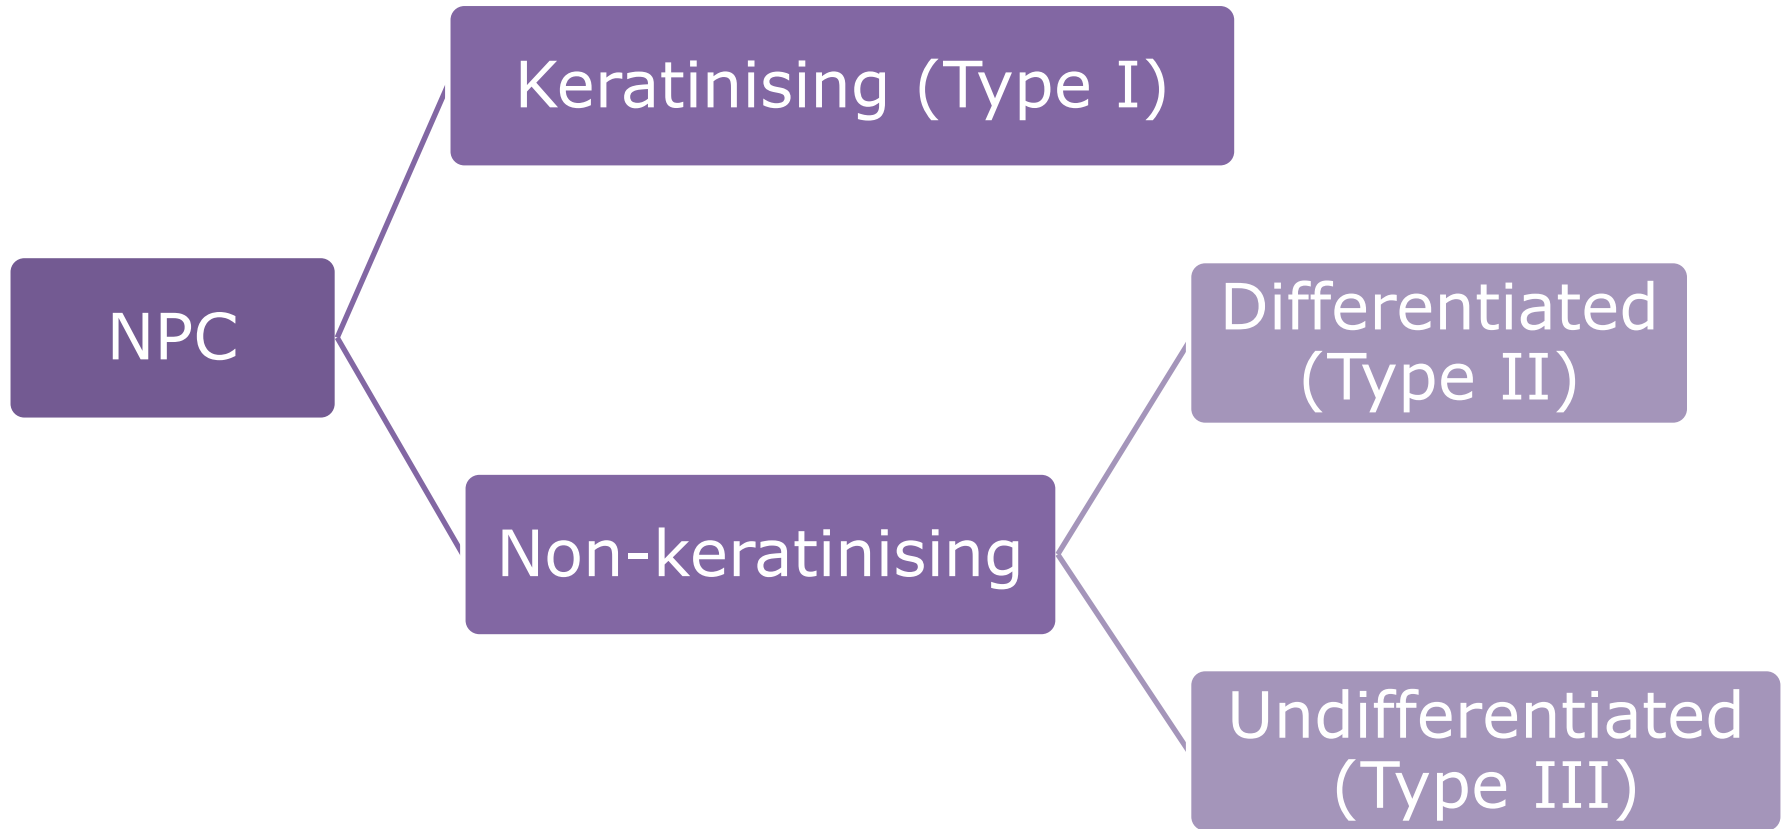 NPC
Keratinising (Type I)
Non-keratinising
Differentiated
(Type II)
Undifferentiated
(Type III)